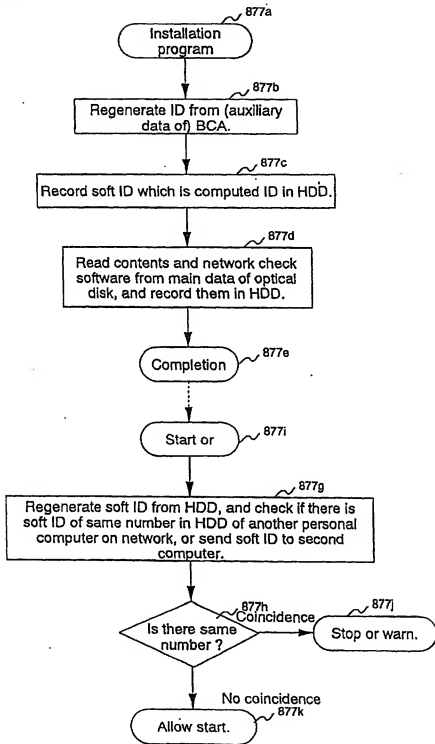 877a
Installation
program
877b
Regenerate ID from (auxiliary
data of) BCA.
877c
Record soft ID which is computed ID in HDD.
877d
Read contents and network check
software from main data of optical
disk, and record them in HDD.
Completion
877e
Start or
877i
877g
Regenerate soft ID from HDD, and check if there is
soft ID of same number in HDD of another personal
computer on network, or send soft ID to second
computer.
877h
Coincidence
877j
Is there same
number ?
Stop or warn.
No coincidence
877k
Allow start.